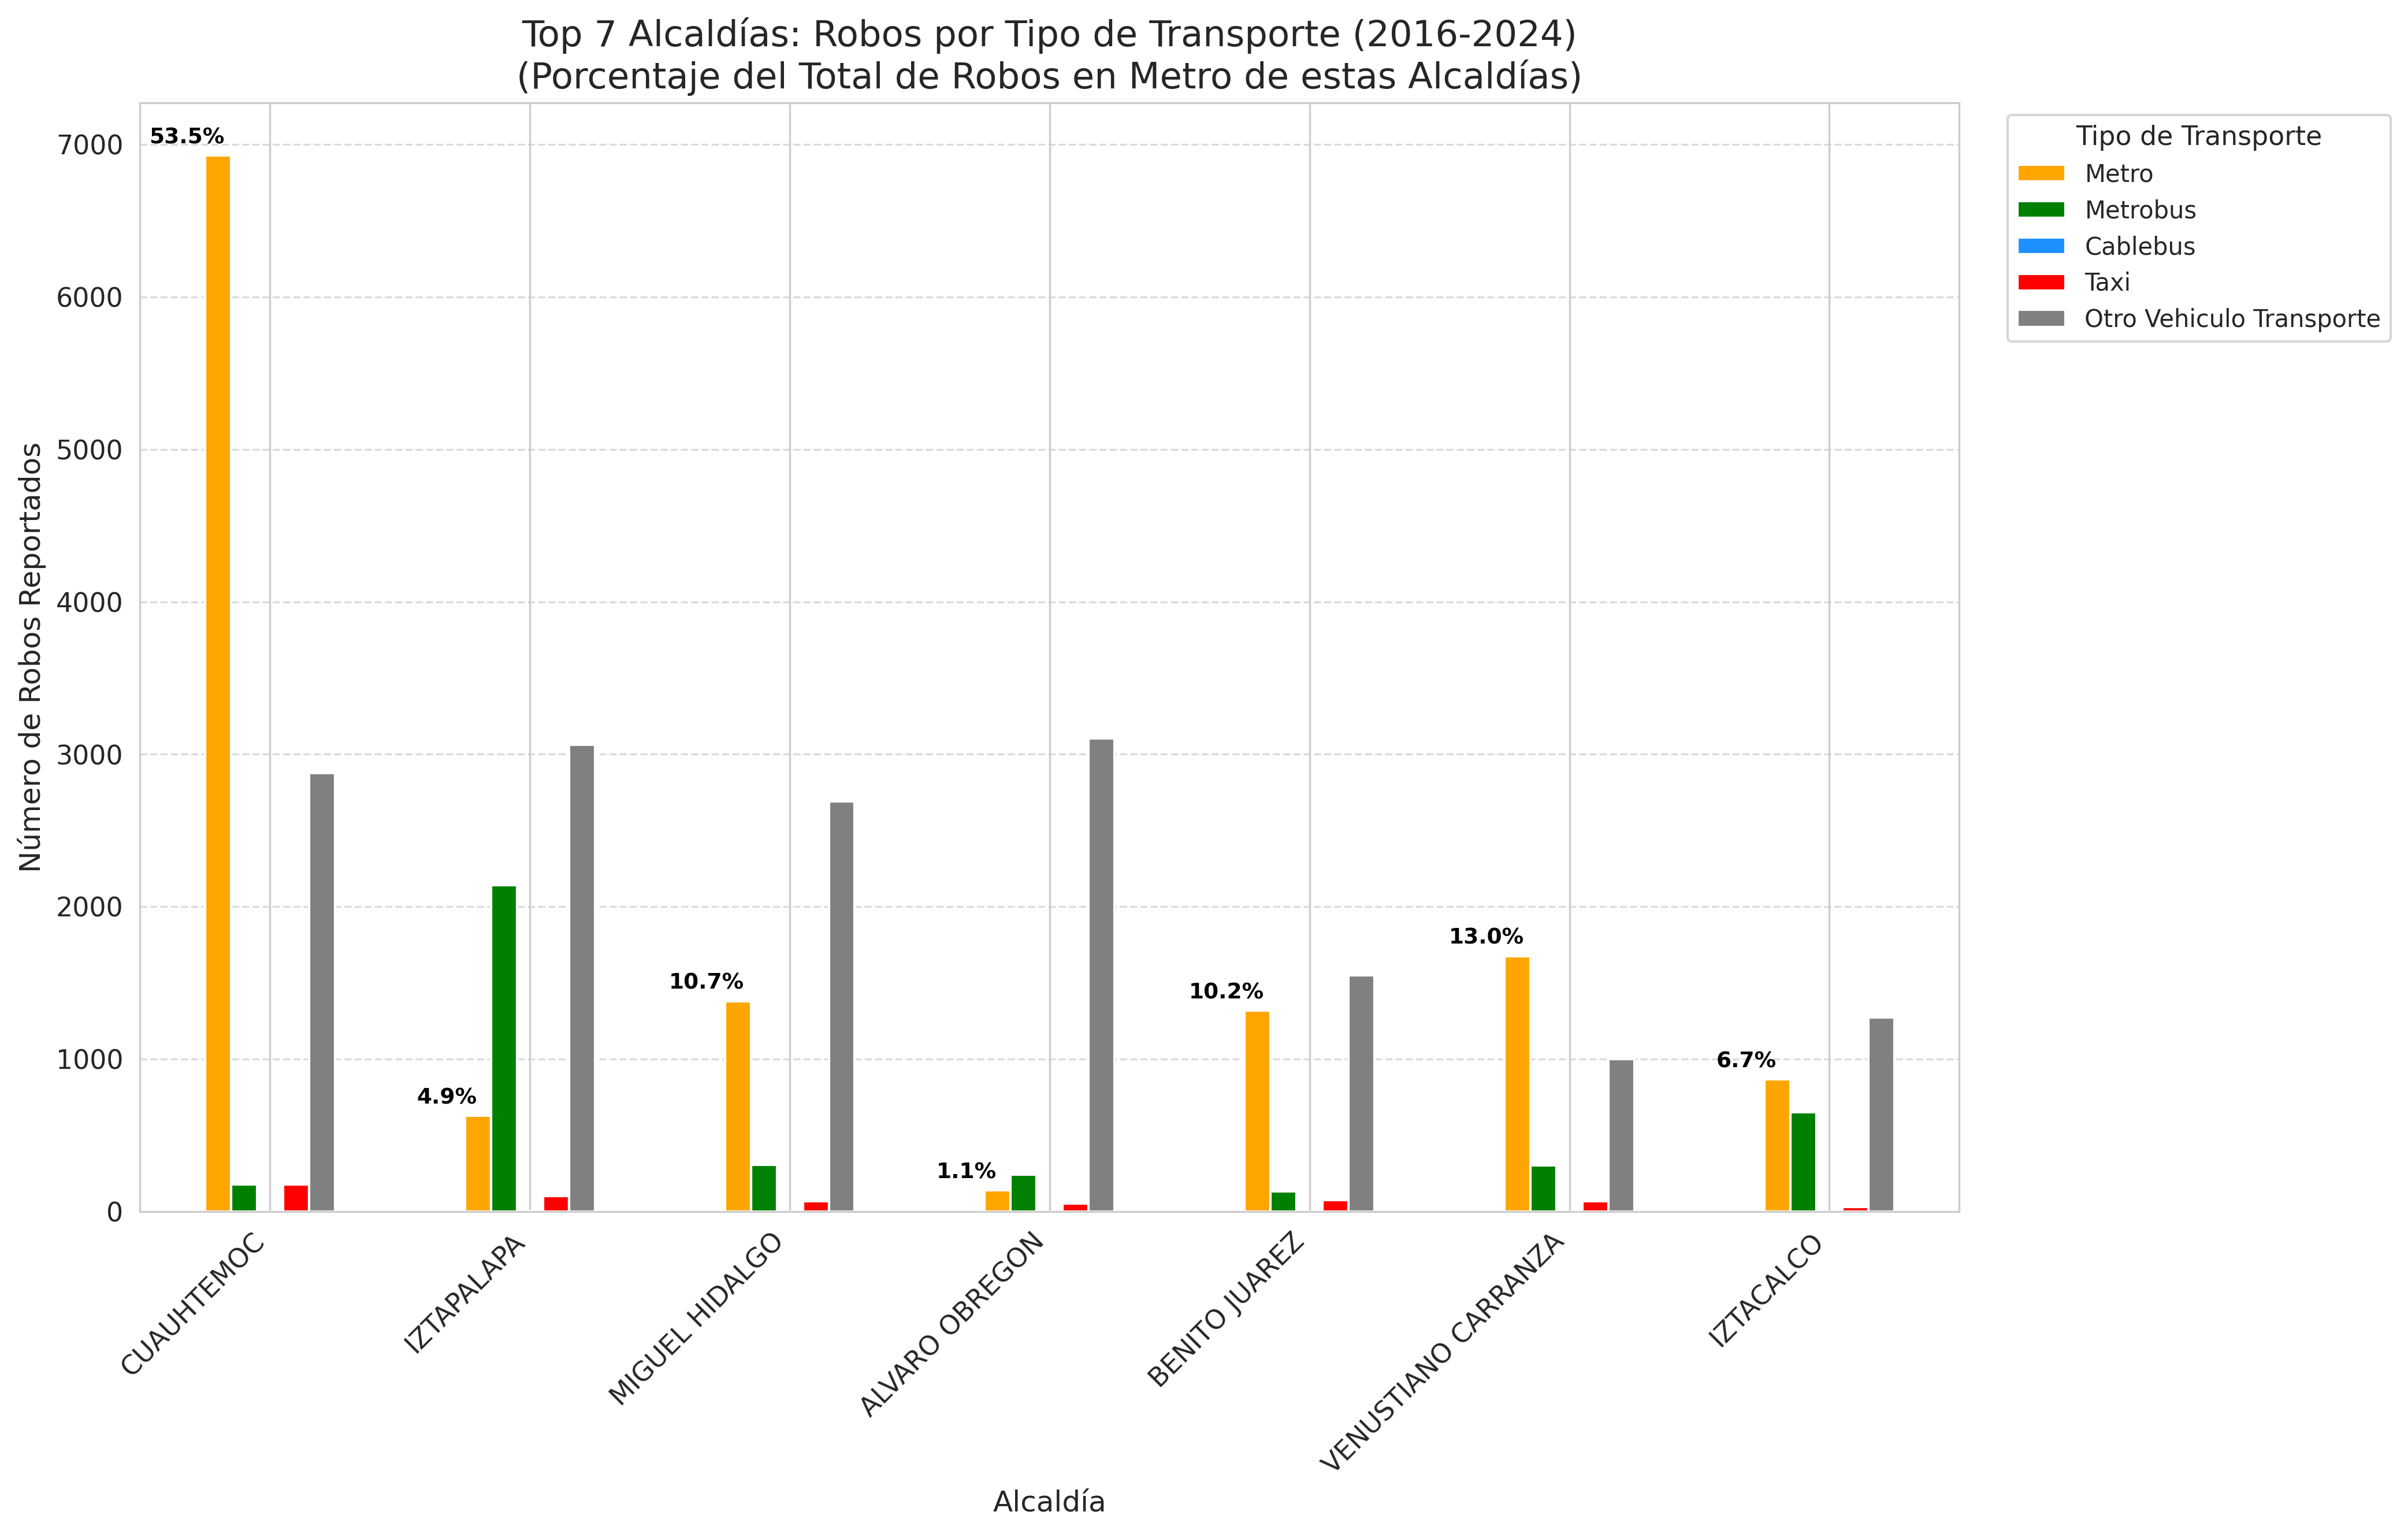 Top 7 Alcaldías: Robos por Tipo de Transporte (2016-2024)
(Porcentaje del Total de Robos en Metro de estas Alcaldías)
Número de Robos Reportados
7000
6000
5000
4000
3000
2000
1000
0
53.5%
4.9%
10.7%
1.1%
10.2%
13.0%
6.7%
CUAUHTEMOC
IZTAPALAPA
MIGUEL HIDALGO
ALVARO OBREGON
BENITO JUAREZ
VENUSTIANO CARRANZA
IZTACALCO
Alcaldía
Tipo de Transporte
Metro
Metrobus
Cablebus
Taxi
Otro Vehiculo Transporte